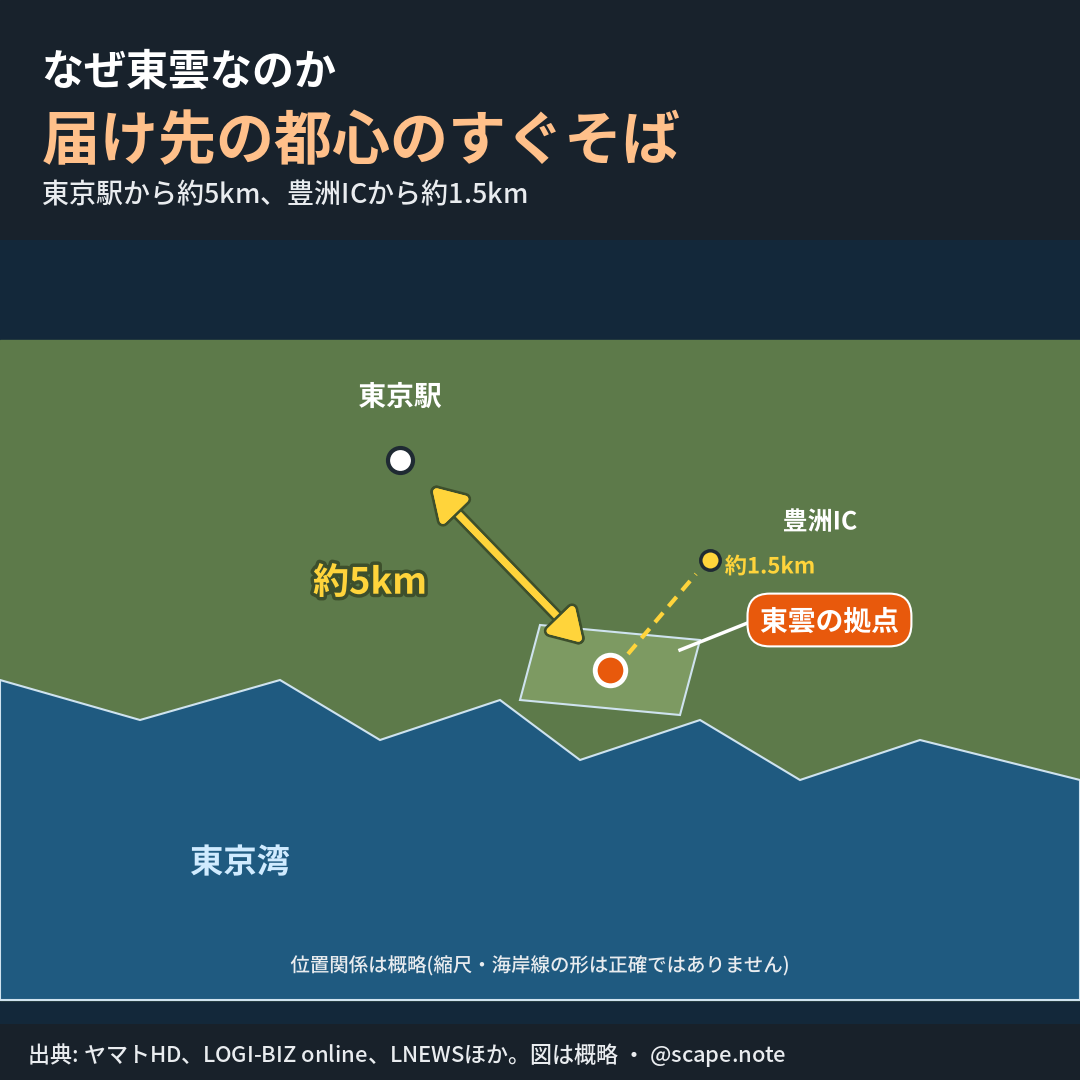 なぜ東雲なのか
届け先の都心のすぐそば
東京駅から約5km、豊洲ICから約1.5km
東京駅
豊洲IC
約1.5km
約5km
東雲の拠点
東京湾
位置関係は概略(縮尺・海岸線の形は正確ではありません)
出典: ヤマトHD、LOGI-BIZ online、LNEWSほか。図は概略 ・ @scape.note